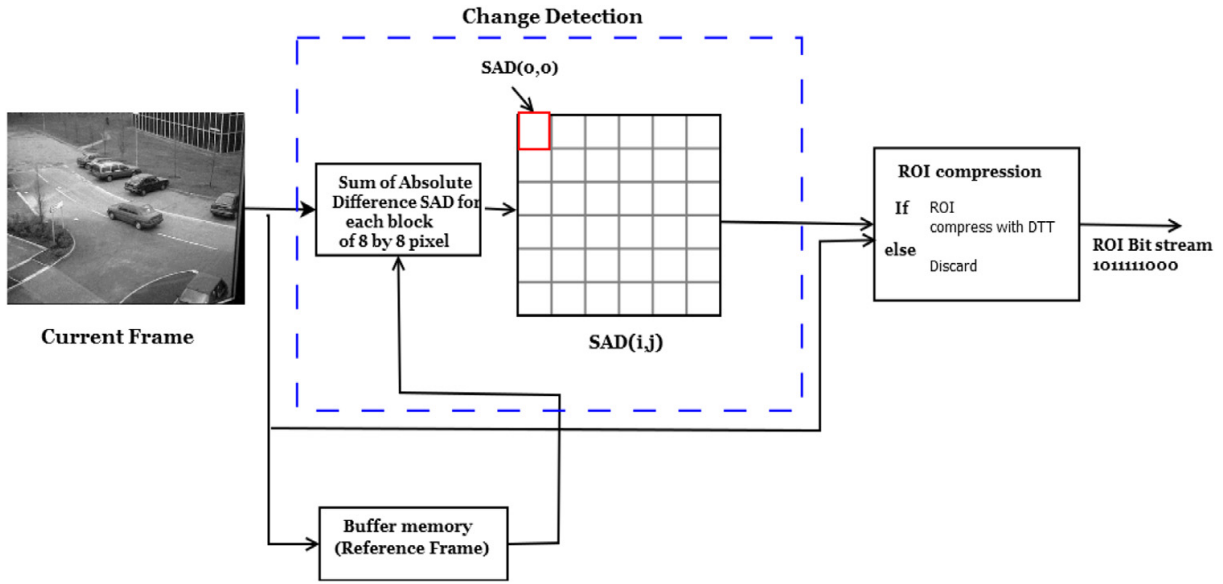 Change Detection
SAD(0,0)
Sum of Absolute
Difference SAD for
each block
of 8 by 8 pixel
ROI compression
If ROI
compress with DTT
else
Discard
ROI Bit stream
1011111000
Current Frame
SAD(i,j)
Buffer memory
(Reference Frame)